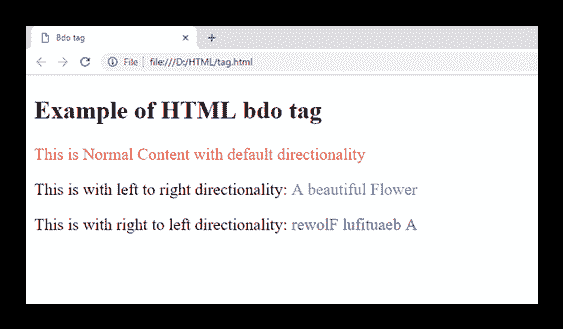 Bdo tag
File file:///D:/HTML/tag.html
Example of HTML bdo tag
This is Normal Content with default directionality
This is with left to right directionality: A beautiful Flower
This is with right to left directionality: rewolF lufituaeb A